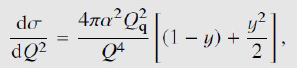 dσ/dQ² = 4πα²Q_q²/Q⁴ [(1 − y) + y²/2],